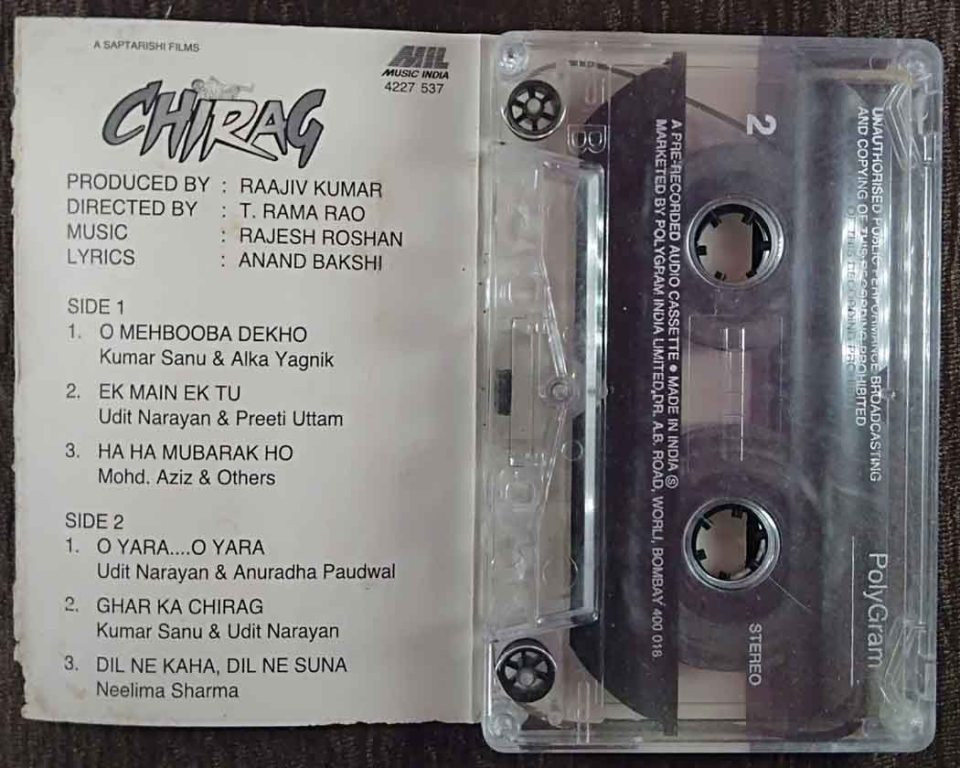 A SAPTARISHI FILMS
MIL
MUSIC INDIA
4227 537
CHIRAG
PRODUCED BY : RAAJIV KUMAR
DIRECTED BY : T. RAMA RAO
MUSIC : RAJESH ROSHAN
LYRICS : ANAND BAKSHI
SIDE 1
1. O MEHBOOBA DEKHO
Kumar Sanu & Alka Yagnik
2. EK MAIN EK TU
Udit Narayan & Preeti Uttam
3. HA HA MUBARAK HO
Mohd. Aziz & Others
SIDE 2
1. O YARA....O YARA
Udit Narayan & Anuradha Paudwal
2. GHAR KA CHIRAG
Kumar Sanu & Udit Narayan
3. DIL NE KAHA, DIL NE SUNA
Neelima Sharma
UNAUTHORISED PUBLIC PERFORMANCE BROADCASTING
AND COPYING OF THIS RECORDING PROHIBITED
2
STEREO
PolyGram
A PRE-RECORDED AUDIO CASSETTE ● MADE IN INDIA Ⓢ
MARKETED BY POLYGRAM INDIA LIMITED, DR. A.B. ROAD, WORLI, BOMBAY 400 018